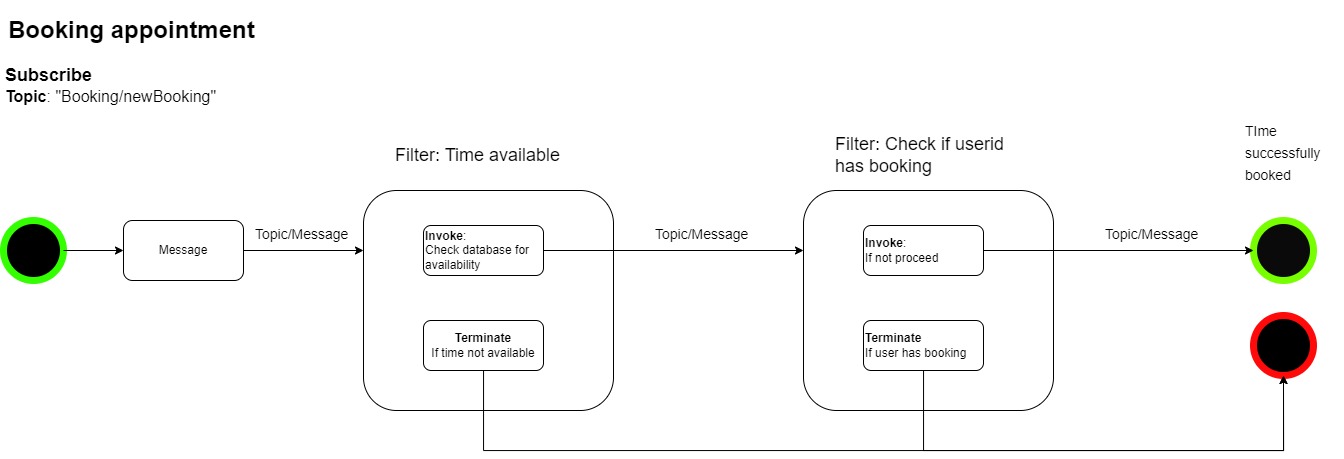 Booking appointment
Subscribe
Topic: "Booking/newBooking"
Filter: Time available
Filter: Check if userid
has booking
TIme
successfully
booked
Message
Topic/Message
Invoke:
Check database for
availability
Topic/Message
Invoke:
If not proceed
Topic/Message
Terminate
If time not available
Terminate
If user has booking